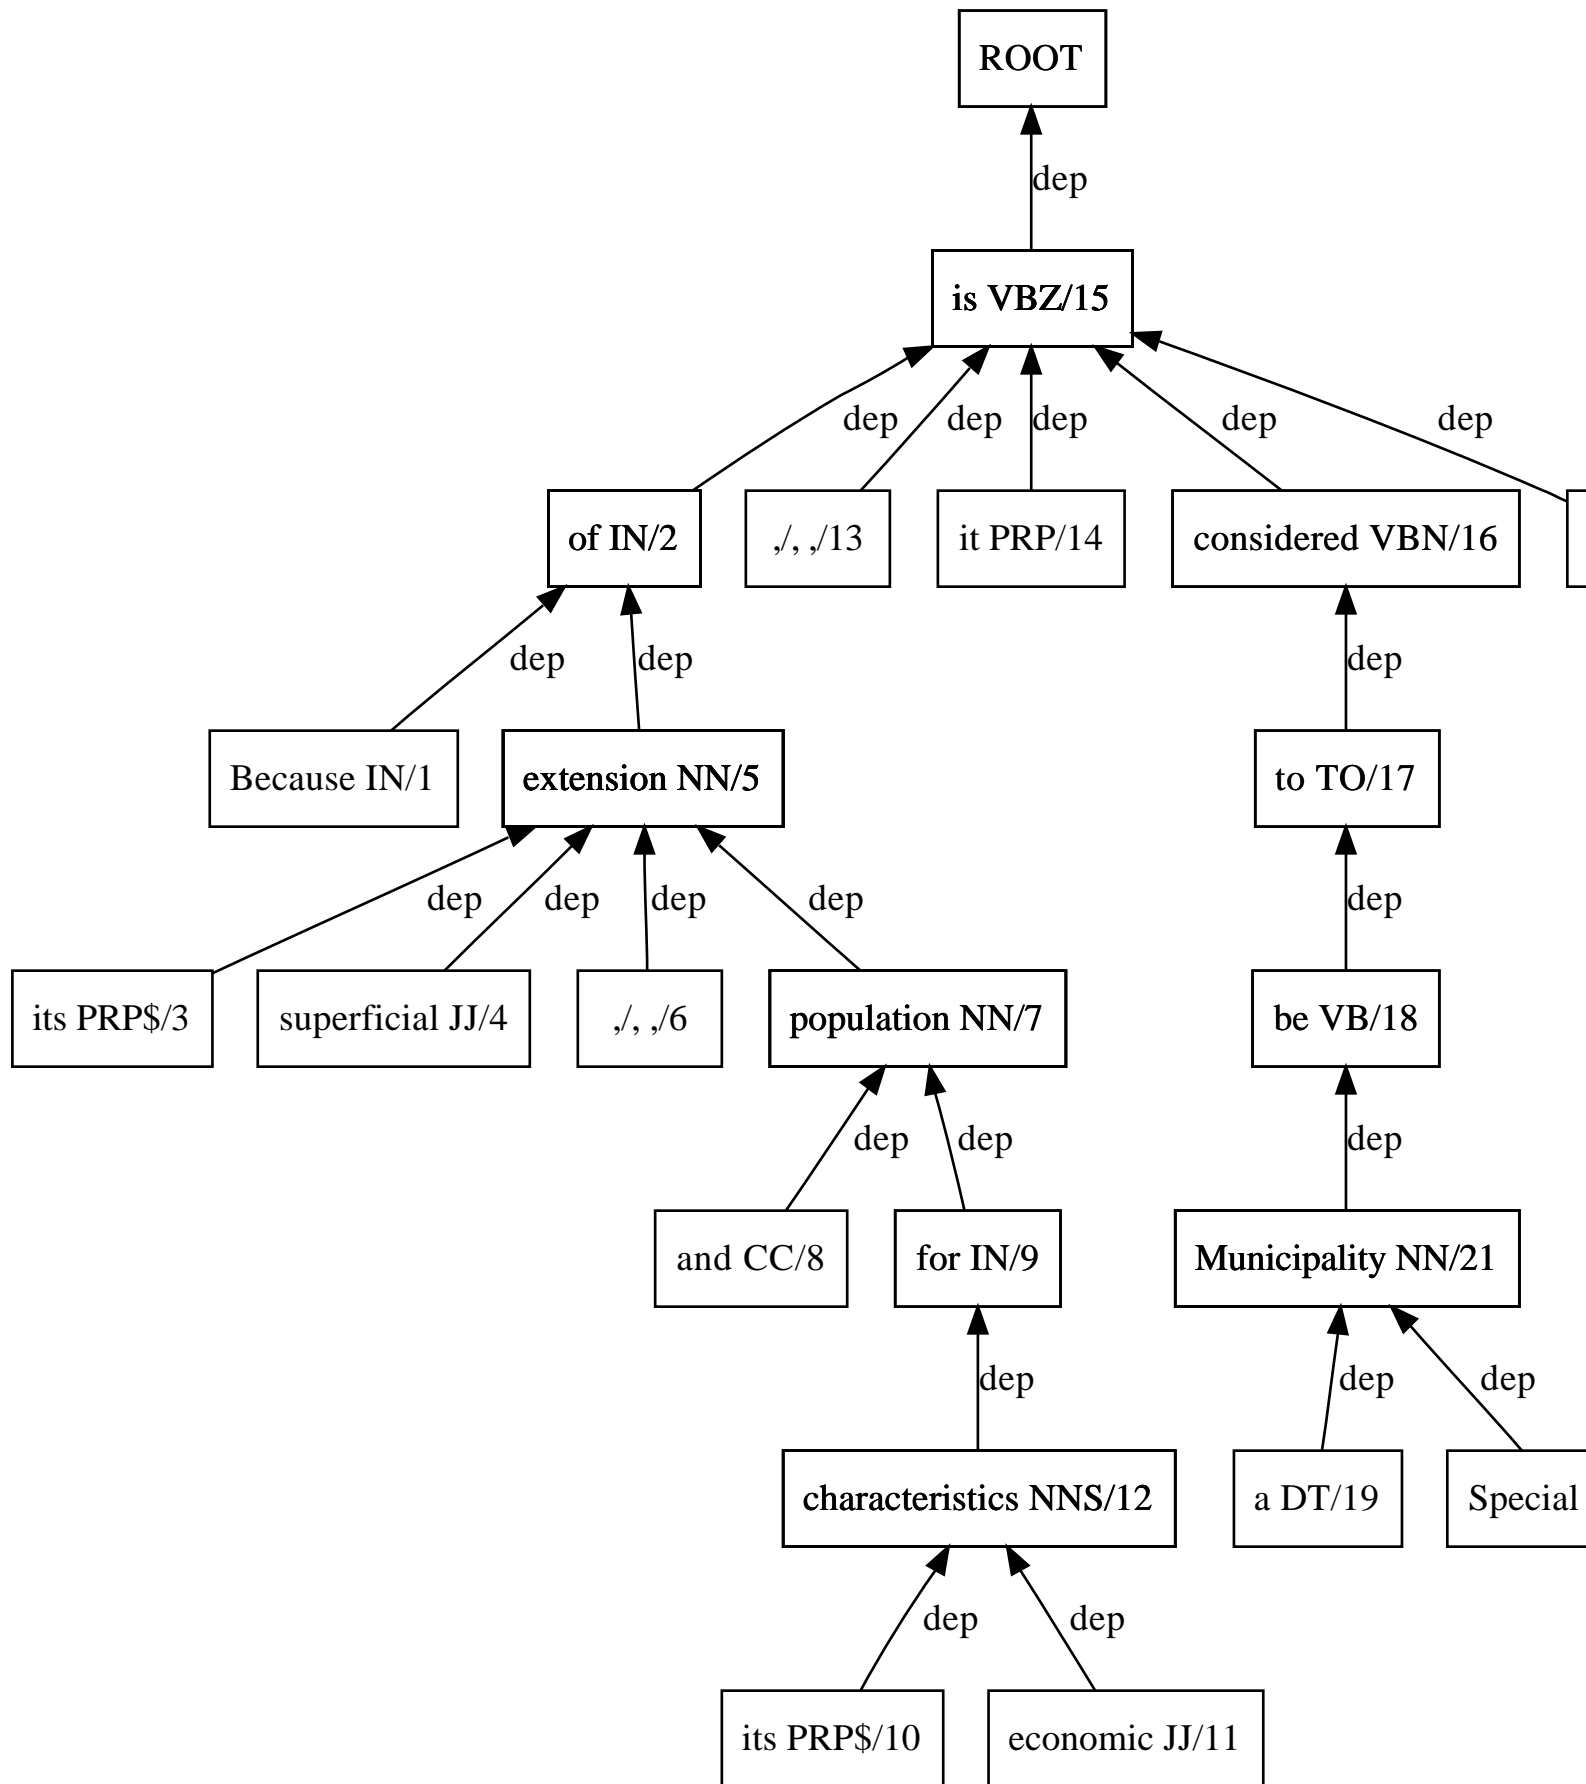 ROOT
dep
is VBZ/15
dep dep dep dep dep
of IN/2 ,/, ,/13 it PRP/14 considered VBN/16
dep dep dep
Because IN/1 extension NN/5 to TO/17
dep dep dep dep dep
its PRP$/3 superficial JJ/4 ,/, ,/6 population NN/7 be VB/18
dep dep dep
and CC/8 for IN/9 Municipality NN/21
dep dep dep
characteristics NNS/12 a DT/19 Special
dep dep
its PRP$/10 economic JJ/11